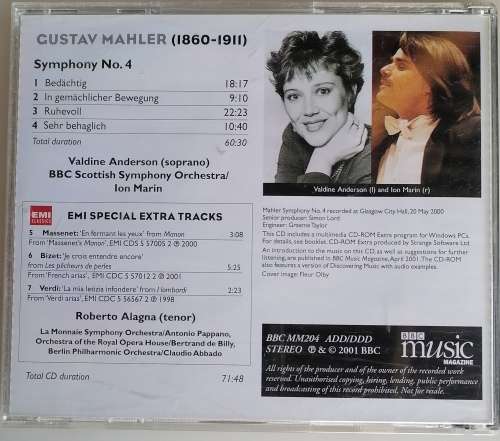 GUSTAV MAHLER (1860-1911)
Symphony No. 4
1 Bedächtig 18:17
2 In gemächlicher Bewegung 9:10
3 Ruhevoll 22:23
4 Sehr behaglich 10:40
Total duration 60:30
Valdine Anderson (soprano)
BBC Scottish Symphony Orchestra/
Ion Marin
EMI
CLASSICS
EMI SPECIAL EXTRA TRACKS
5 Massenet: 'En fermant les yeux' from Manon 3:08
From 'Massenet's Manon', EMI CDS 5 57005 2 ℗ 2000
6 Bizet: 'Je crois entendre encore'
from Les pêcheurs de perles 5:25
From 'French arias', EMI CDC 5 57012 2 ℗ 2001
7 Verdi: 'La mia letizia infondere' from I lombardi 2:23
From 'Verdi arias', EMI CDC 5 56567 2 ℗ 1998
Roberto Alagna (tenor)
La Monnaie Symphony Orchestra/Antonio Pappano,
Orchestra of the Royal Opera House/Bertrand de Billy,
Berlin Philharmonic Orchestra/Claudio Abbado
Total CD duration 71:48
Valdine Anderson (l) and Ion Marin (r)
Mahler Symphony No. 4 recorded at Glasgow City Hall, 20 May 2000
Senior producer: Simon Lord
Engineer: Graeme Taylor
This CD includes a multimedia CD-ROM Extra program for Windows PCs.
For details, see booklet. CD-ROM Extra produced by Strange Software Ltd.
An introduction to the music on this CD, as well as suggestions for further
listening, are published in BBC Music Magazine, April 2001. The CD-ROM
also features a version of Discovering Music with audio examples.
Cover image: Fleur Olby
BBC MM204 ADD/DDD
STEREO ℗ & © 2001 BBC
BBC
music
MAGAZINE
All rights of the producer and of the owner of the recorded work
reserved. Unauthorised copying, hiring, lending, public performance
and broadcasting of this record prohibited. Not for resale.